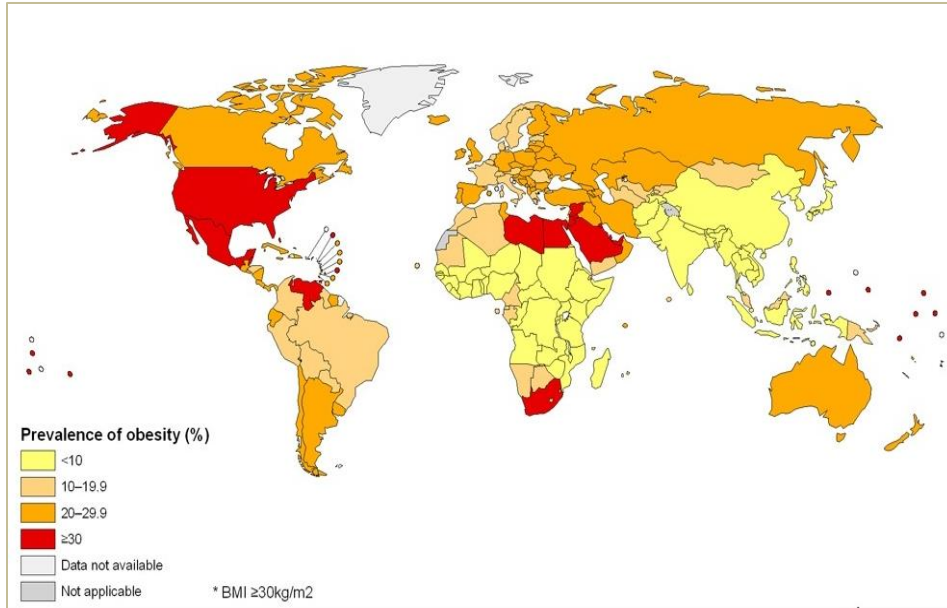 Prevalence of obesity (%)
<10
10–19.9
20–29.9
≥30
Data not available
Not applicable
* BMI ≥30kg/m2